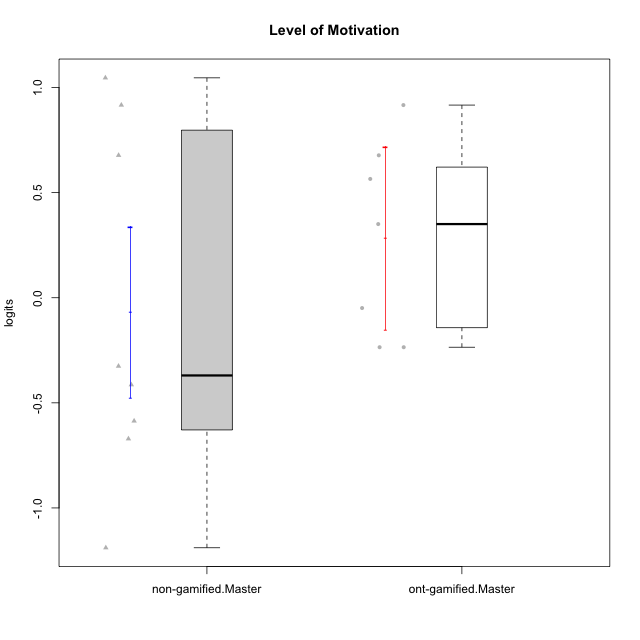 Level of Motivation
logits
1.0
0.5
0.0
-0.5
-1.0
non-gamified.Master
ont-gamified.Master